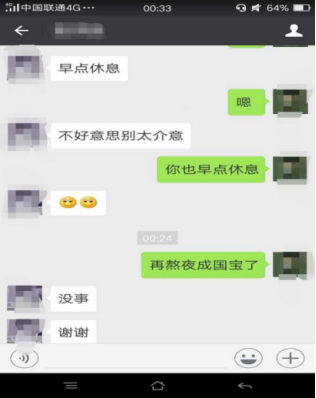 中国联通4G··· 00:33 64%
早点休息
嗯
不好意思别太介意
你也早点休息
00:24
再熬夜成国宝了
没事
谢谢